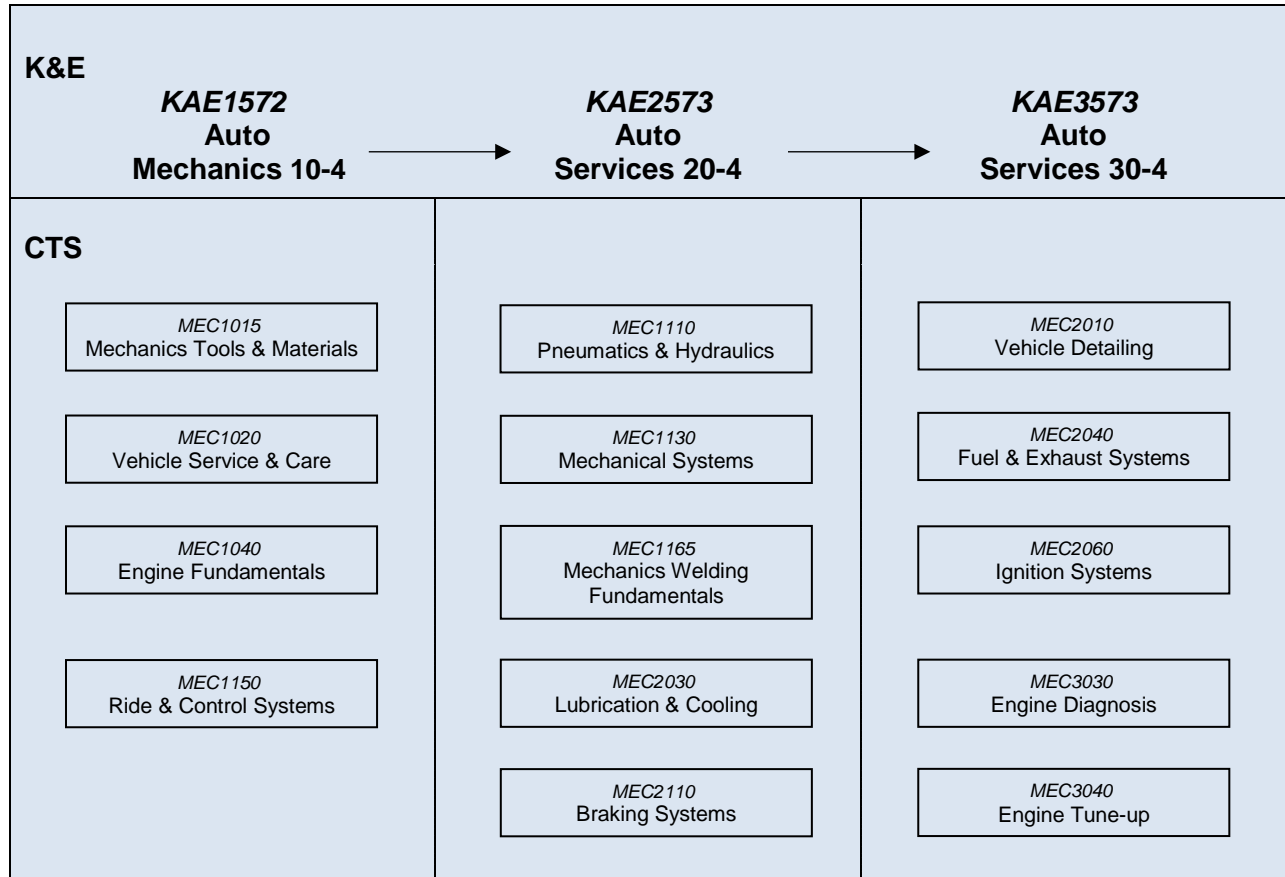 K&E
KAE1572
Auto
Mechanics 10-4
KAE2573
Auto
Services 20-4
KAE3573
Auto
Services 30-4
CTS
MEC1015
Mechanics Tools & Materials
MEC1020
Vehicle Service & Care
MEC1040
Engine Fundamentals
MEC1150
Ride & Control Systems
MEC1110
Pneumatics & Hydraulics
MEC1130
Mechanical Systems
MEC1165
Mechanics Welding
Fundamentals
MEC2030
Lubrication & Cooling
MEC2110
Braking Systems
MEC2010
Vehicle Detailing
MEC2040
Fuel & Exhaust Systems
MEC2060
Ignition Systems
MEC3030
Engine Diagnosis
MEC3040
Engine Tune-up